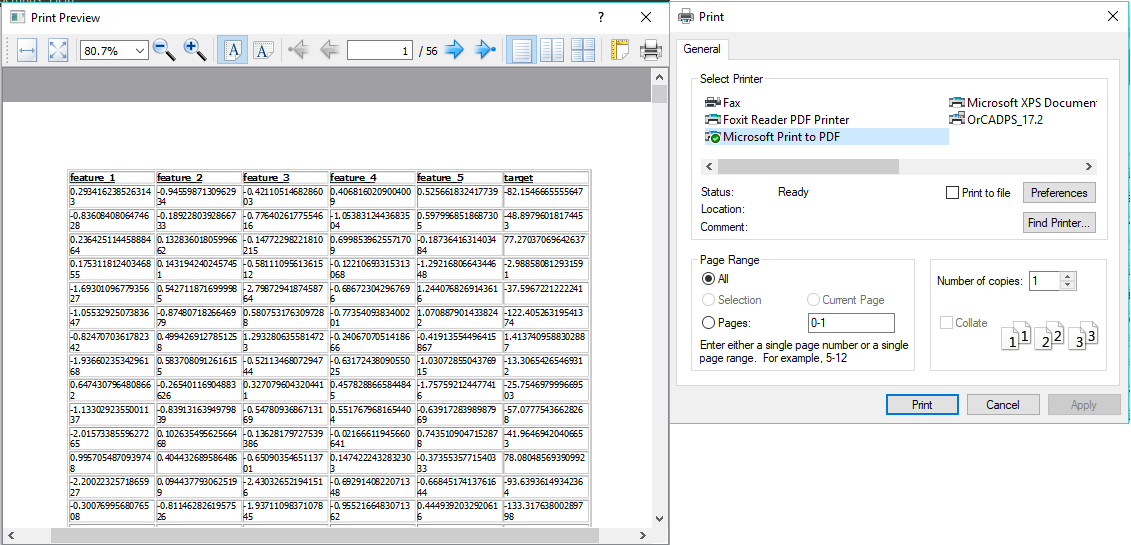 Print Preview
?
80.7%
A
A
1 / 56
feature_1 feature_2 feature_3 feature_4 feature_5 target
0.293416238526314 -0.94559871309629 -0.42110514682860 0.406816020900400 0.525661832417739 -82.1546655555647
3 34 03 9
-0.83608408064746 -0.18922803928667 -0.77640261775546 -1.05383124436835 0.597996851868730 -48.8979601817445
28 33 16 04 5 3
0.236425114458884 0.132836018059966 -0.14772298221810 0.699853962557170 -0.18736416314034 77.27037069642637
64 62 215 9 84
0.175311812403468 0.143194240245745 -0.58111095613615 -0.12210693315313 -1.29216806643446 -2.98858081293159
55 1 12 068 48 1
-1.69301096779356 0.542711871699998 -2.79872941874587 -0.68672304296769 1.244076826914361 -37.5967221222241
27 5 64 6 6
-1.05532925073836 -0.87480718266469 0.580753176309728 -0.77354093834002 1.070887901433824 -122.405263195413
47 79 8 01 2 74
-0.82470703617823 0.499426912785125 1.293280635581472 -0.34067070514186 -0.41913554496415 1.413740958830288
42 8 3 66 867 7
-1.93660235342961 0.583708091261615 -0.52113468072947 -0.63172438090550 -1.03072855043769 -13.3065426546931
68 5 44 25 115 2
0.647430796480866 -0.26540116904883 0.327079604320441 0.457828866584484 -1.75759212447741 -25.7546979996695
2 626 1 5 6 03
-1.13302923550011 -0.83913163949798 -0.54780936867131 0.551767968165440 -0.63917283989879 -57.0777543662826
37 39 69 4 69 8
-2.01573385596272 0.102635495625664 -0.13628179727539 -0.02166611945660 0.743510904715287 -41.9646942040665
65 68 386 641 8 3
0.995705487093974 0.404432689586486 -0.65090354651137 0.147422243283230 -0.37355357715403 78.08048569390992
8 01 3 33
-2.20022325718659 0.094437793062519 -2.43032652194151 -0.69291408220713 -0.66845174137616 -93.6393614934236
27 9 6 48 44 4
-0.30076995680765 -0.81146282619575 -1.93711098371078 -0.95521664830713 0.444939203292061 -133.317638002897
08 26 45 62 6 98
Print
General
Select Printer
Fax Microsoft XPS Documen
Foxit Reader PDF Printer OrCADPS_17.2
Microsoft Print to PDF
Status: Ready Print to file Preferences
Location:
Comment: Find Printer...
Page Range
All Number of copies: 1
Selection Current Page
Pages: 0-1 Collate 1 1 2 2 3 3
Enter either a single page number or a single
page range. For example, 5-12
Print Cancel Apply